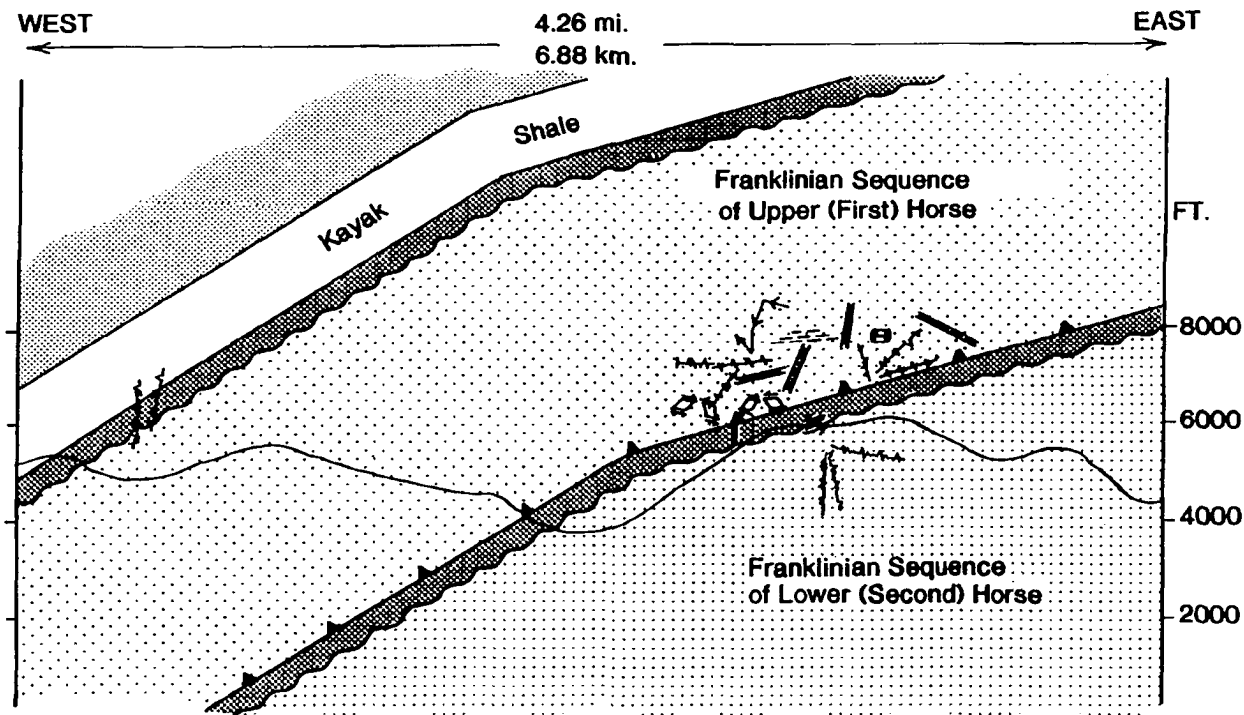 WEST
4.26 mi.
6.88 km.
EAST
Kayak Shale
Franklinian Sequence
of Upper (First) Horse
FT.
8000
6000
4000
Franklinian Sequence
of Lower (Second) Horse
2000